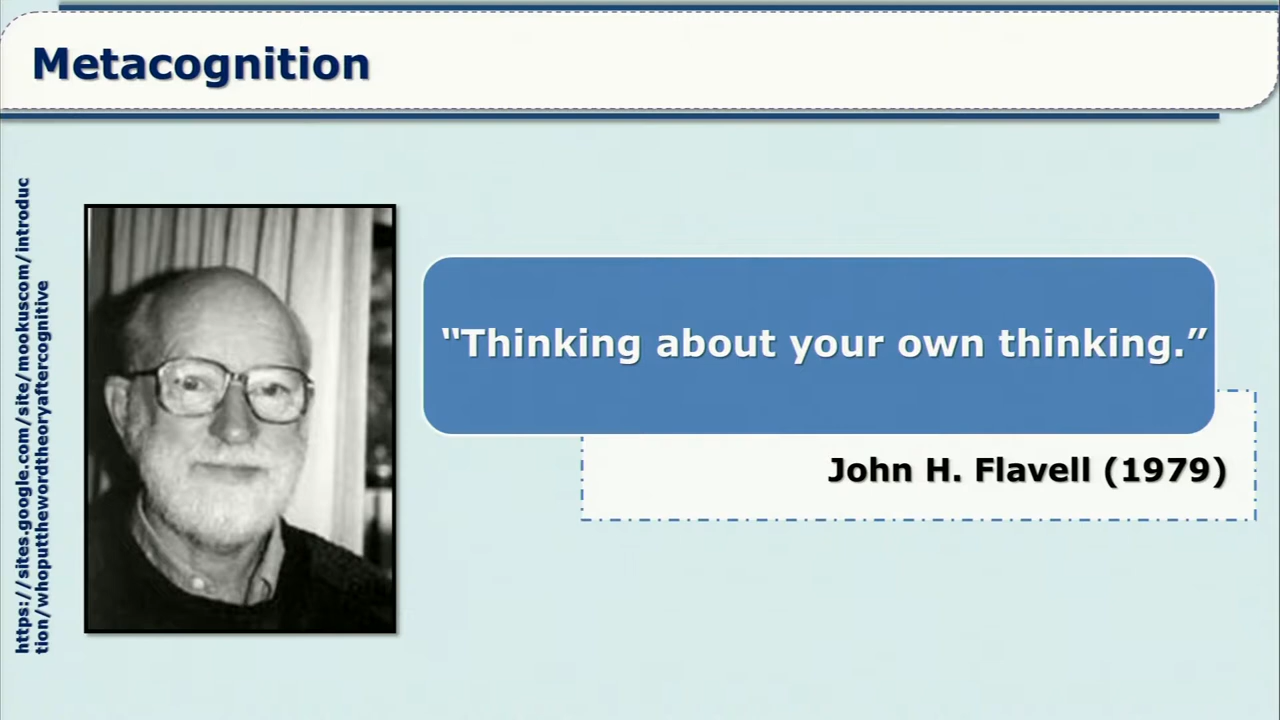 Metacognition
https://sites.google.com/site/mookuscom/introduc
tion/whoputthewordtheoryaftercognitive
“Thinking about your own thinking.”
John H. Flavell (1979)